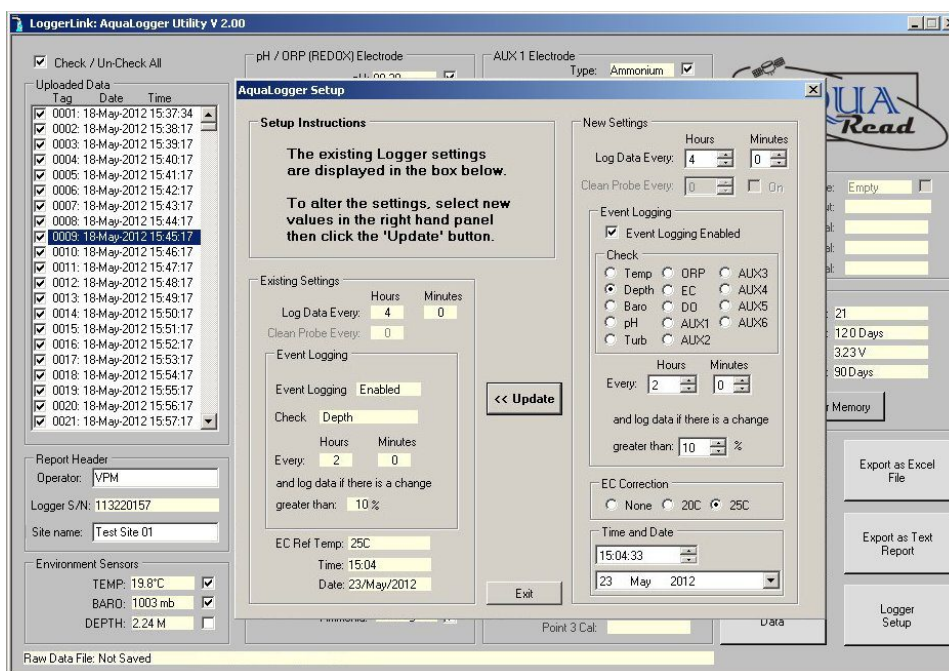 LoggerLink: AquaLogger Utility V 2.00
Check / Un-Check All
pH / ORP (REDOX) Electrode
AUX 1 Electrode
Type: Ammonium
AquaLogger Setup
Uploaded Data
Tag Date Time
0001: 18-May-2012 15:37:34
0002: 18-May-2012 15:38:17
0003: 18-May-2012 15:39:17
0004: 18-May-2012 15:40:17
0005: 18-May-2012 15:41:17
0006: 18-May-2012 15:42:17
0007: 18-May-2012 15:43:17
0008: 18-May-2012 15:44:17
0009: 18-May-2012 15:45:17
0010: 18-May-2012 15:46:17
0011: 18-May-2012 15:47:17
0012: 18-May-2012 15:48:17
0013: 18-May-2012 15:49:17
0014: 18-May-2012 15:50:17
0015: 18-May-2012 15:51:17
0016: 18-May-2012 15:52:17
0017: 18-May-2012 15:53:17
0018: 18-May-2012 15:54:17
0019: 18-May-2012 15:55:17
0020: 18-May-2012 15:56:17
0021: 18-May-2012 15:57:17
Report Header
Operator: VPM
Logger S/N: 113220157
Site name: Test Site 01
Environment Sensors
TEMP: 19.8°C
BARO: 1003 mb
DEPTH: 2.24 M
Raw Data File: Not Saved
Setup Instructions
The existing Logger settings
are displayed in the box below.
To alter the settings, select new
values in the right hand panel
then click the 'Update' button.
Existing Settings
Hours Minutes
Log Data Every: 4 0
Clean Probe Every: 0
Event Logging
Event Logging Enabled
Check Depth
Hours Minutes
Every: 2 0
and log data if there is a change
greater than: 10 %
EC Ref Temp: 25C
Time: 15:04
Date: 23/May/2012
<< Update
Exit
New Settings
Hours Minutes
Log Data Every: 4 0
Clean Probe Every: 0 On
Event Logging
Event Logging Enabled
Check
Temp ORP AUX3
Depth EC AUX4
Baro DO AUX5
pH AUX1 AUX6
Turb AUX2
Hours Minutes
Every: 2 0
and log data if there is a change
greater than: 10 %
EC Correction
None 20C 25C
Time and Date
15:04:33
23 May 2012
Point 3 Cal:
Read
Empty
21
120 Days
3.23 V
90 Days
Memory
Export as Excel
File
Export as Text
Report
Data
Logger
Setup